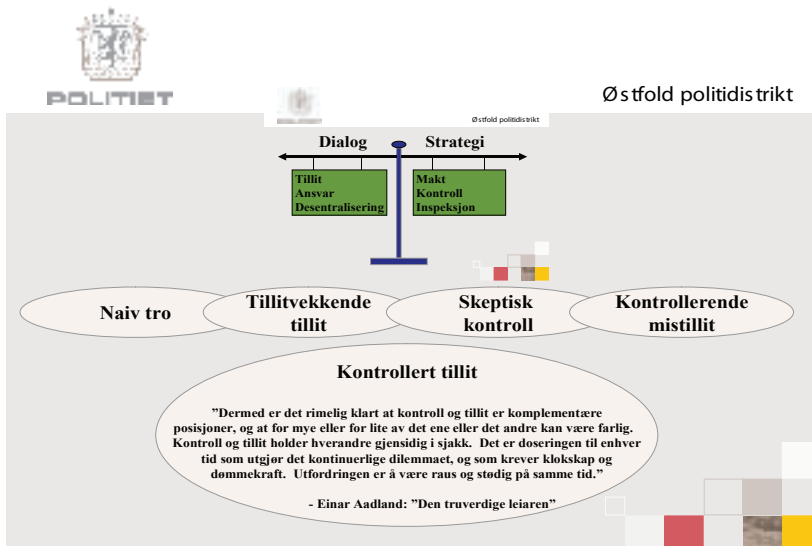 POLITIET
Østfold politidistrikt
Østfold politidistrikt
Dialog Strategi
Tillit
Ansvar
Desentralisering
Makt
Kontroll
Inspeksjon
Naiv tro
Tillitvekkende
tillit
Skeptisk
kontroll
Kontrollerende
mistillit
Kontrollert tillit
”Dermed er det rimelig klart at kontroll og tillit er komplementære
posisjoner, og at for mye eller for lite av det ene eller det andre kan være farlig.
Kontroll og tillit holder hverandre gjensidig i sjakk. Det er doseringen til enhver
tid som utgjør det kontinuerlige dilemmaet, og som krever klokskap og
dømmekraft. Utfordringen er å være raus og stødig på samme tid.”
- Einar Aadland: ”Den truverdige leiaren”